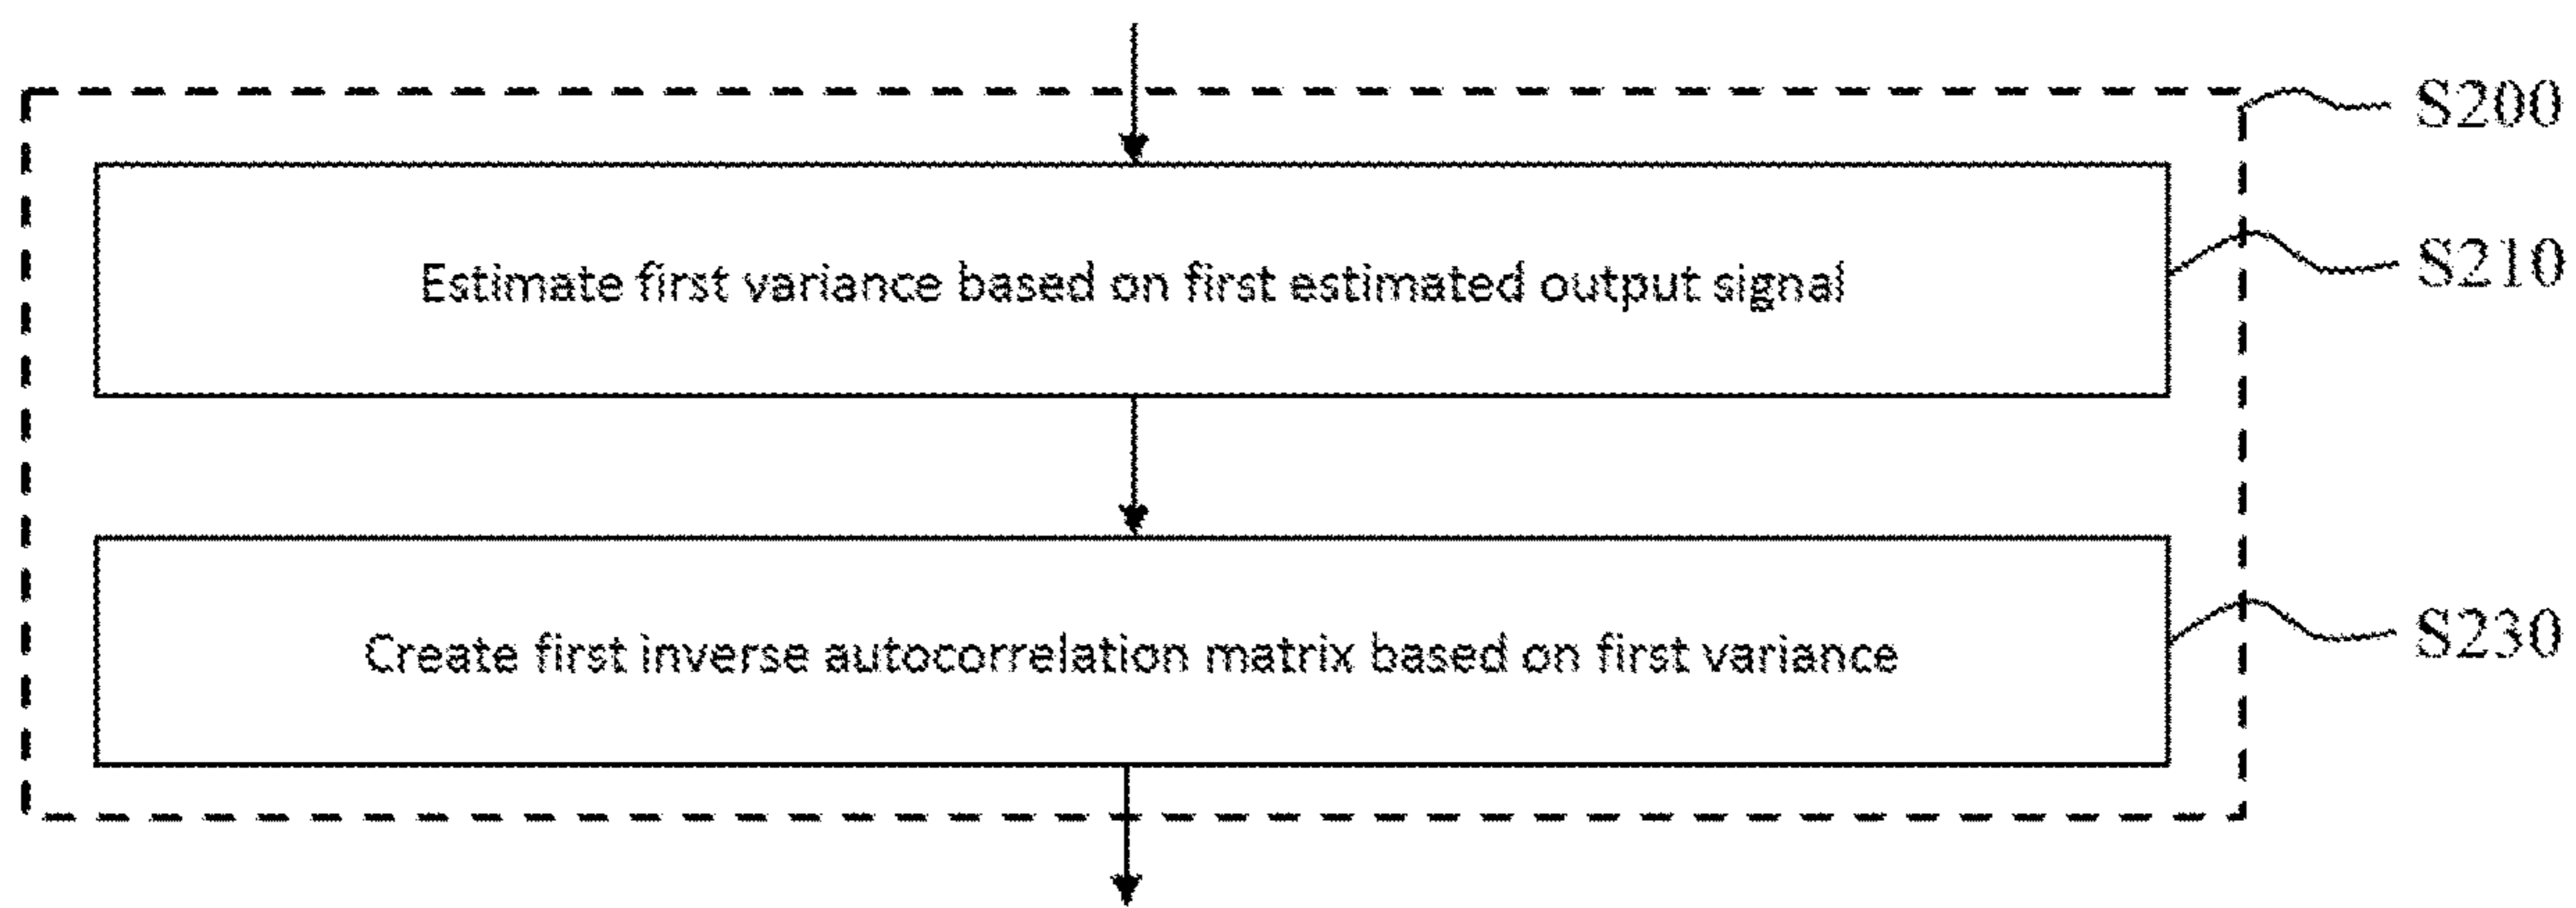 S200
Estimate first variance based on first estimated output signal
S210
Create first inverse autocorrelation matrix based on first variance
S230